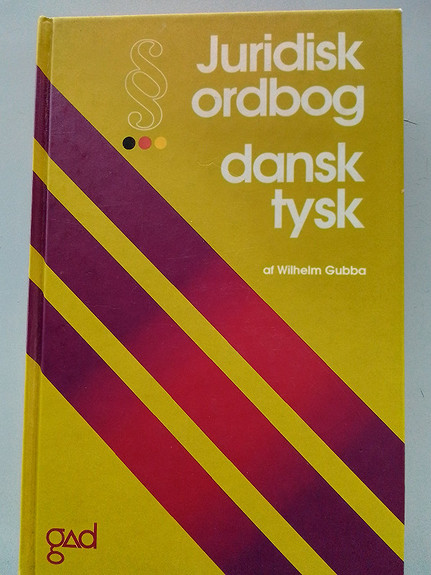 §
Juridisk
ordbog
dansk
tysk
af Wilhelm Gubba
gad